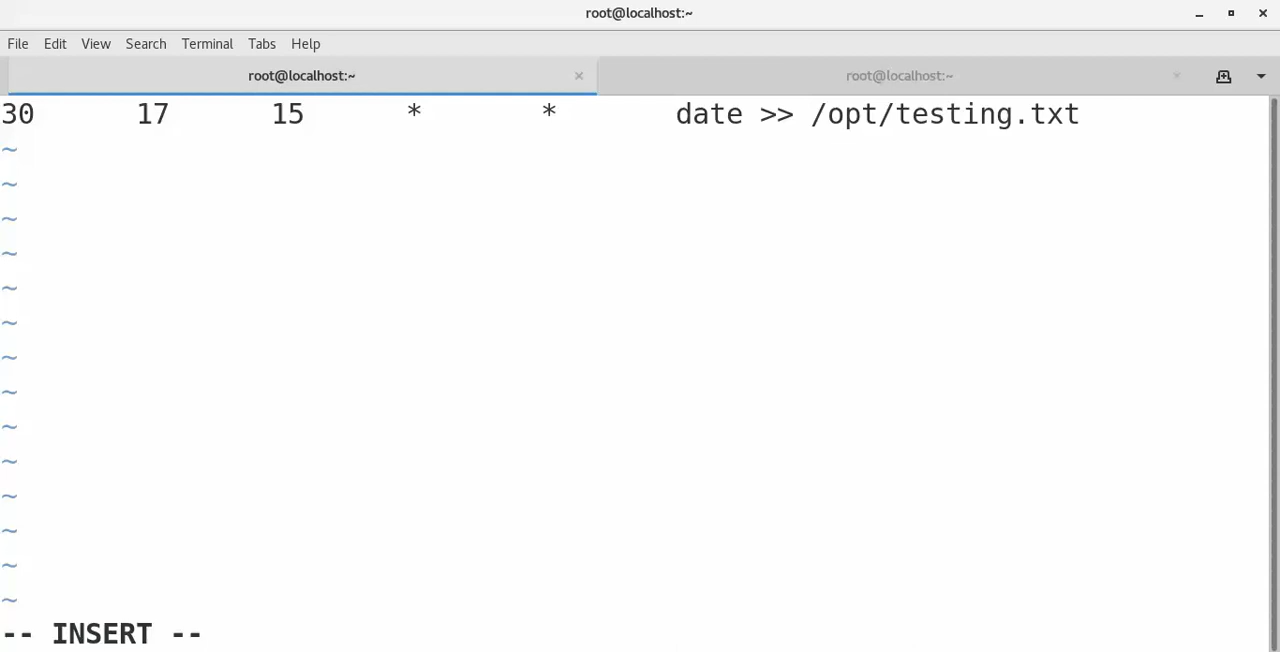 root@localhost:~
File Edit View Search Terminal Tabs Help
root@localhost:~ × root@localhost:~ ×
30 17 15 * * date >> /opt/testing.txt
~
~
~
~
~
~
~
~
~
~
~
~
~
~
-- INSERT --